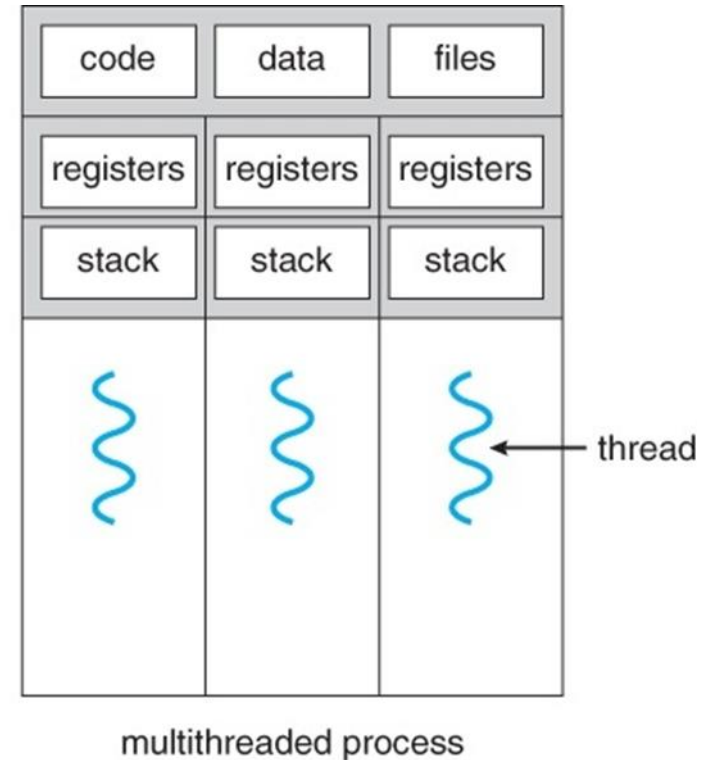 code data files
registers registers registers
stack stack stack
thread
multithreaded process